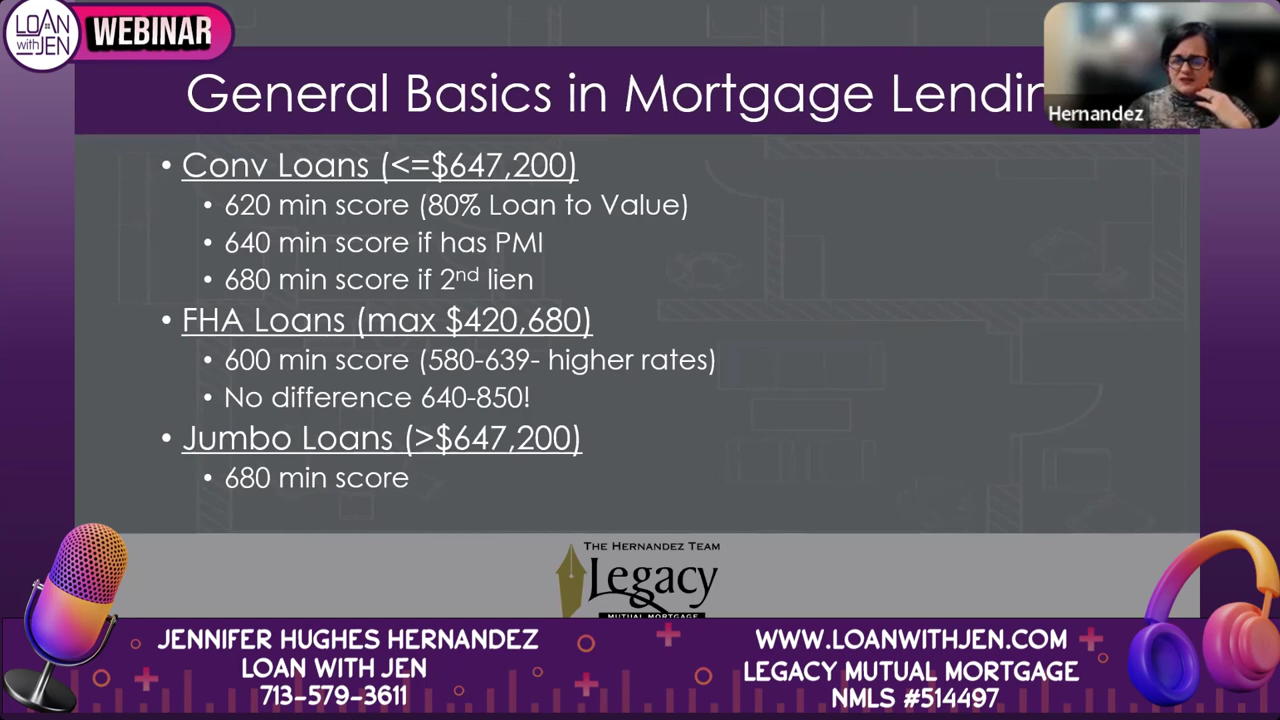 LOAN
with JEN
WEBINAR
General Basics in Mortgage Lendin
Hernandez
• Conv Loans (<=$647,200)
• 620 min score (80% Loan to Value)
• 640 min score if has PMI
• 680 min score if 2nd lien
• FHA Loans (max $420,680)
• 600 min score (580-639- higher rates)
• No difference 640-850!
• Jumbo Loans (>$647,200)
• 680 min score
THE HERNANDEZ TEAM
Legacy
MUTUAL MORTGAGE
JENNIFER HUGHES HERNANDEZ
LOAN WITH JEN
713-579-3611
WWW.LOANWITHJEN.COM
LEGACY MUTUAL MORTGAGE
NMLS #514497